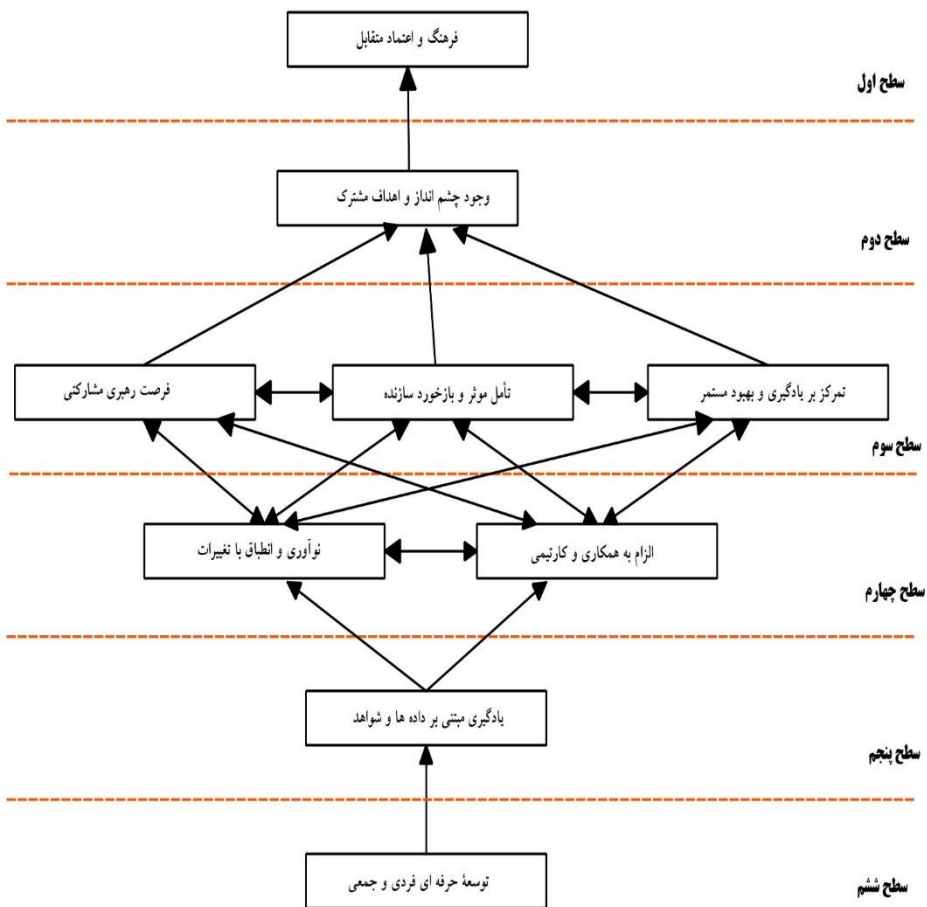 فرهنگ و اعتماد متقابل
سطح اول
وجود چشم انداز و اهداف مشترک
سطح دوم
تمرکز بر یادگیری و بهبود مستمر
تأمل موثر و بازخورد سازنده
فرصت رهبری مشارکتی
سطح سوم
الزام به همکاری و کارتیمی
نوآوری و انطباق با تغییرات
سطح چهارم
یادگیری مبتنی بر داده ها و شواهد
سطح پنجم
توسعۀ حرفه ای فردی و جمعی
سطح ششم